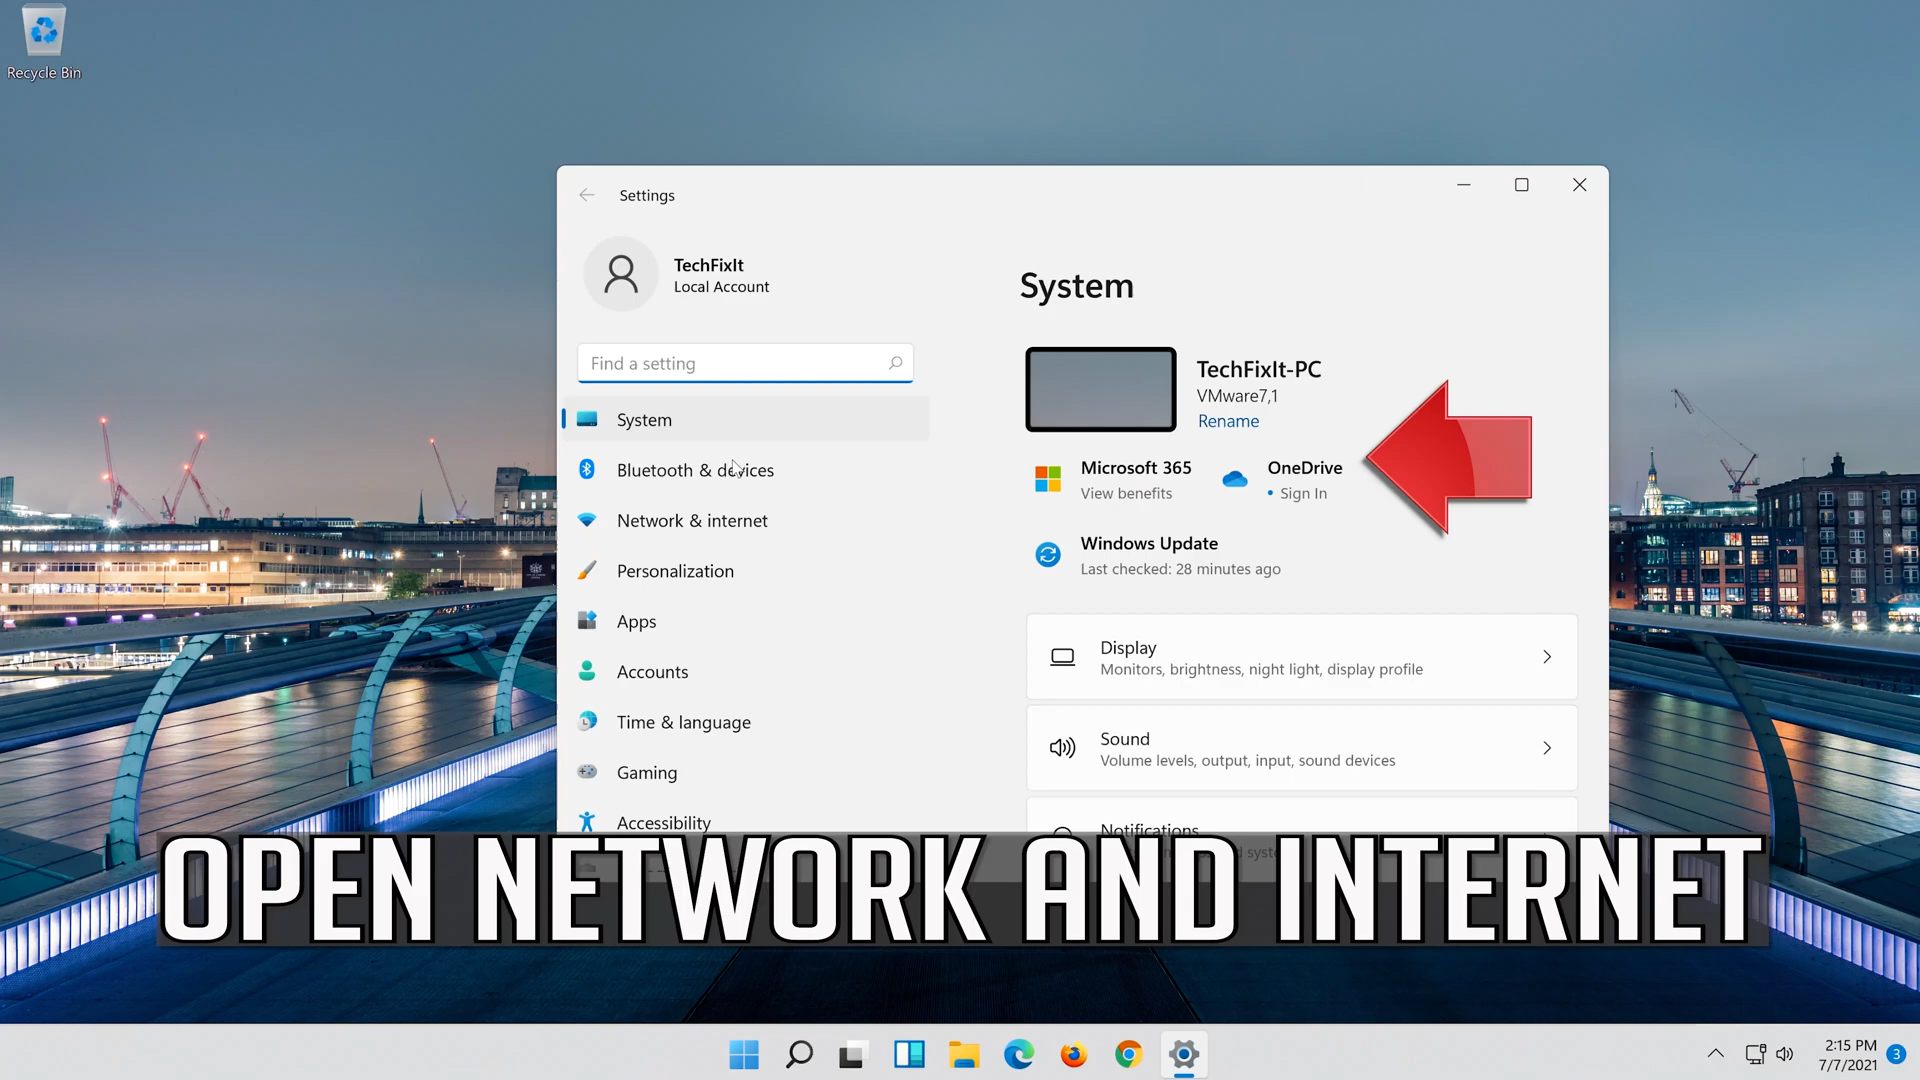 Recycle Bin
Settings
TechFixIt
Local Account
Find a setting
System
Bluetooth & devices
Network & internet
Personalization
Apps
Accounts
Time & language
Gaming
Accessibility
System
TechFixIt-PC
VMware7,1
Rename
Microsoft 365
View benefits
OneDrive
• Sign In
Windows Update
Last checked: 28 minutes ago
Display
Monitors, brightness, night light, display profile
Sound
Volume levels, output, input, sound devices
Notifications
OPEN NETWORK AND INTERNET
2:15 PM
7/7/2021
3